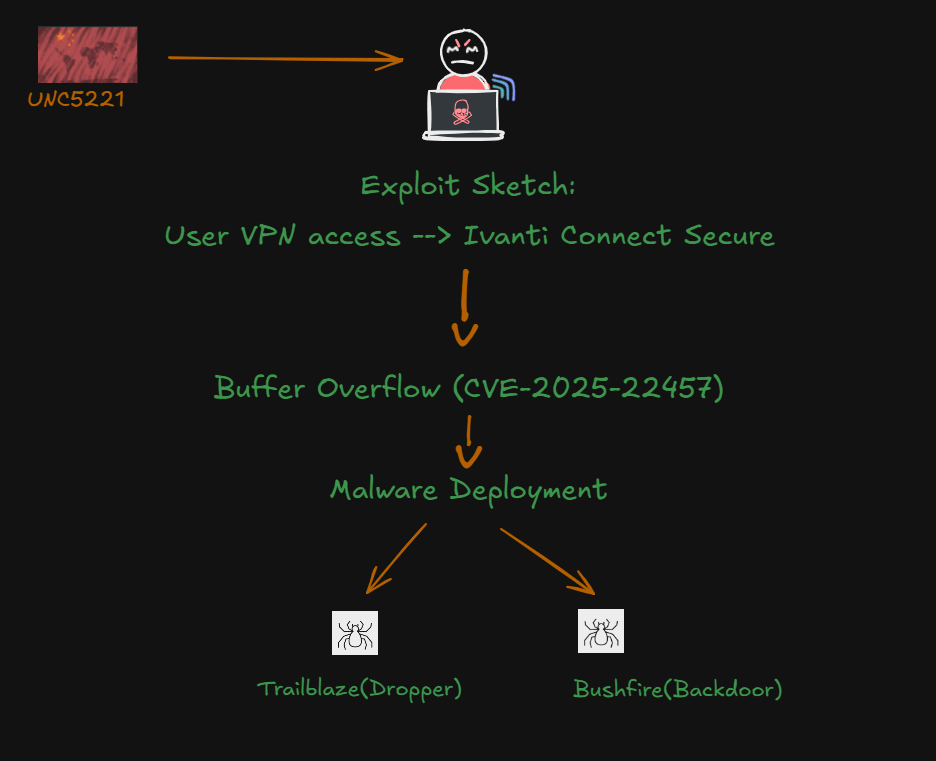 UNC5221
Exploit Sketch:
User VPN access --> Ivanti Connect Secure
Buffer Overflow (CVE-2025-22457)
Malware Deployment
Trailblaze(Dropper)
Bushfire(Backdoor)